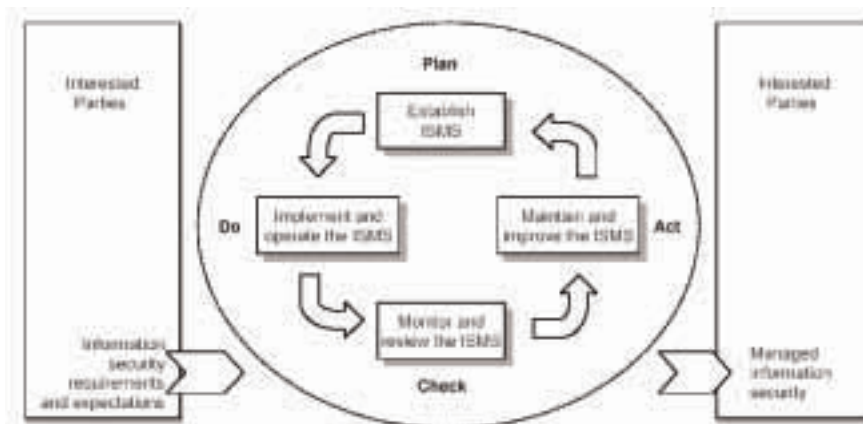 Interested
Parties
Information
security
requirements
and expectations
Plan
Establish
ISMS
Do
Implement and
operate the ISMS
Maintain and
improve the ISMS
Act
Monitor and
review the ISMS
Check
Interested
Parties
Managed
information
security